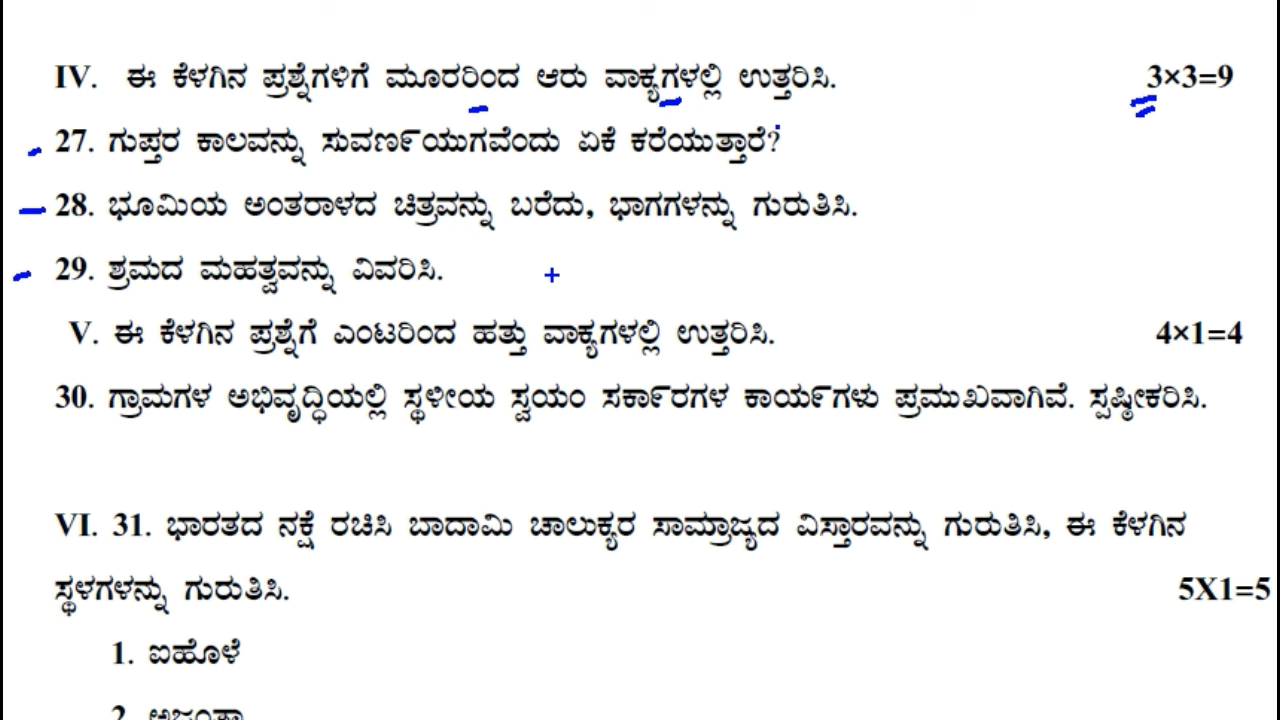 IV. ಈ ಕೆಳಗಿನ ಪ್ರಶ್ನೆಗಳಿಗೆ ಮೂರರಿಂದ ಆರು ವಾಕ್ಯಗಳಲ್ಲಿ ಉತ್ತರಿಸಿ. 3×3=9
27. ಗುಪ್ತರ ಕಾಲವನ್ನು ಸುವರ್ಣಯುಗವೆಂದು ಏಕೆ ಕರೆಯುತ್ತಾರೆ?
28. ಭೂಮಿಯ ಅಂತರಾಳದ ಚಿತ್ರವನ್ನು ಬರೆದು, ಭಾಗಗಳನ್ನು ಗುರುತಿಸಿ.
29. ಶ್ರಮದ ಮಹತ್ವವನ್ನು ವಿವರಿಸಿ.
V. ಈ ಕೆಳಗಿನ ಪ್ರಶ್ನೆಗೆ ಎಂಟರಿಂದ ಹತ್ತು ವಾಕ್ಯಗಳಲ್ಲಿ ಉತ್ತರಿಸಿ. 4×1=4
30. ಗ್ರಾಮಗಳ ಅಭಿವೃದ್ಧಿಯಲ್ಲಿ ಸ್ಥಳೀಯ ಸ್ವಯಂ ಸರ್ಕಾರಗಳ ಕಾರ್ಯಗಳು ಪ್ರಮುಖವಾಗಿವೆ. ಸ್ಪಷ್ಠೀಕರಿಸಿ.
VI. 31. ಭಾರತದ ನಕ್ಷೆ ರಚಿಸಿ ಬಾದಾಮಿ ಚಾಲುಕ್ಯರ ಸಾಮ್ರಾಜ್ಯದ ವಿಸ್ತಾರವನ್ನು ಗುರುತಿಸಿ, ಈ ಕೆಳಗಿನ
ಸ್ಥಳಗಳನ್ನು ಗುರುತಿಸಿ. 5X1=5
1. ಐಹೊಳೆ
2. ಅಜಂತಾ